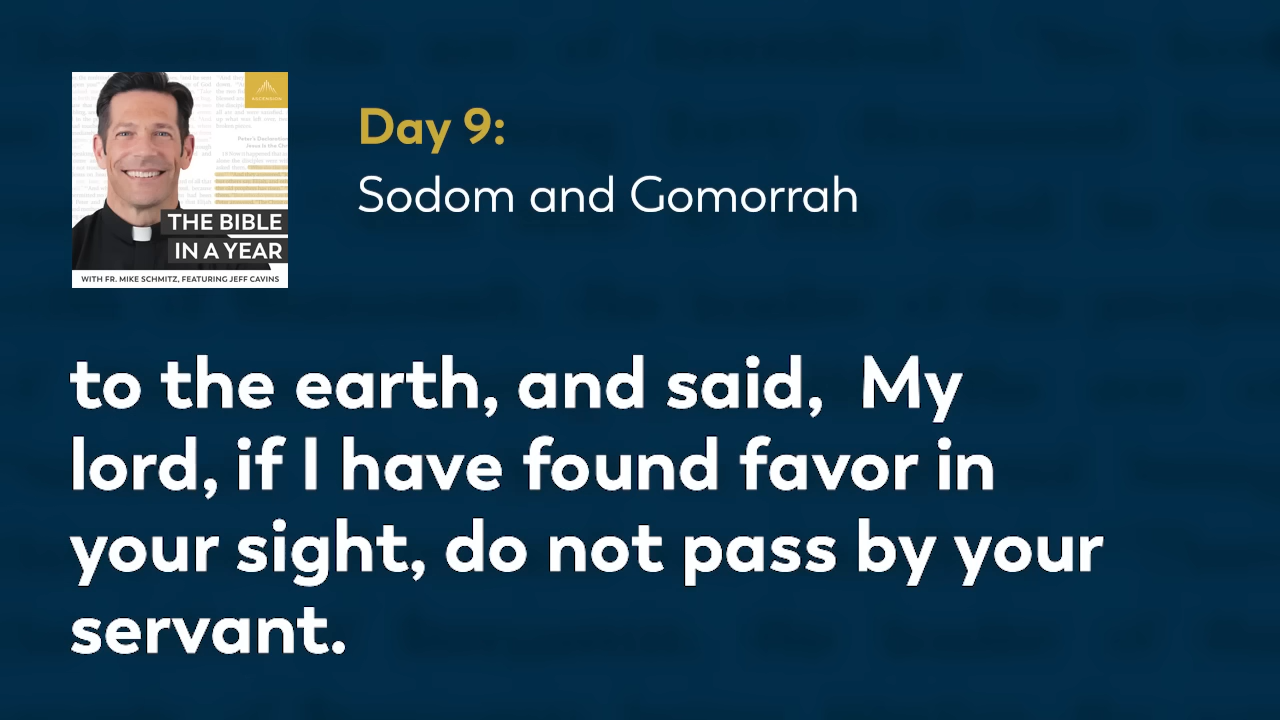 ASCENSION
THE BIBLE
IN A YEAR
WITH FR. MIKE SCHMITZ, FEATURING JEFF CAVINS
Day 9:
Sodom and Gomorrah
to the earth, and said,  My
lord, if I have found favor in
your sight, do not pass by your
servant.